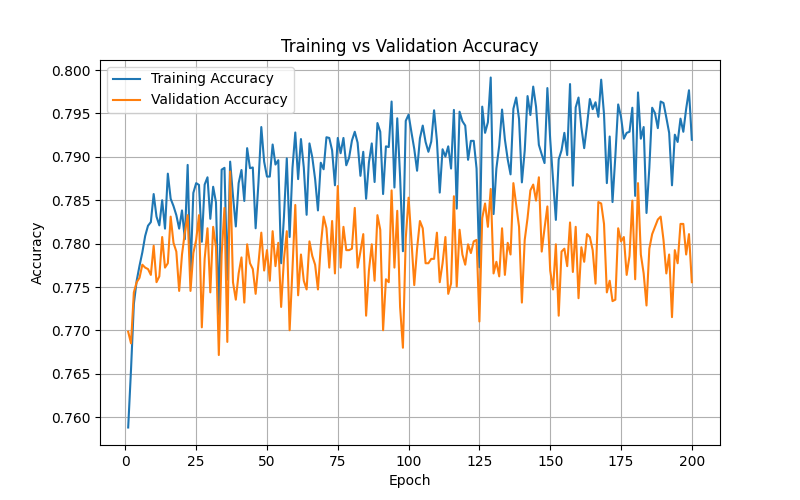 Training vs Validation Accuracy
Training Accuracy
Validation Accuracy
0.800
0.795
0.790
0.785
0.780
0.775
0.770
0.765
0.760
Accuracy
0 25 50 75 100 125 150 175 200
Epoch